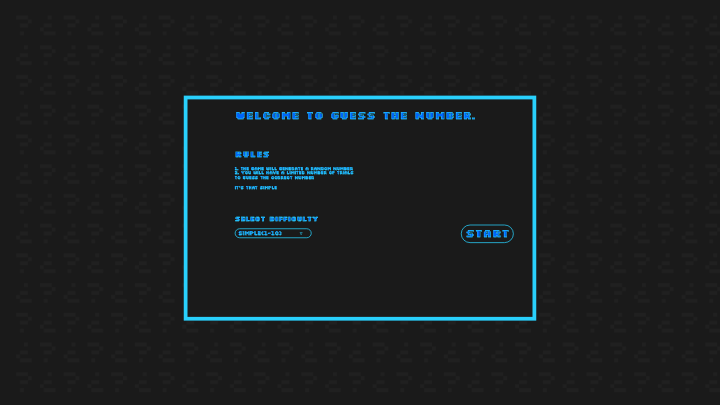 WELCOME TO GUESS THE NUMBER.
RULES
1. THE GAME WILL GENERATE A RANDOM NUMBER
2. YOU WILL HAVE A LIMITED NUMBER OF TRIALS
TO GUESS THE CORRECT NUMBER
IT'S THAT SIMPLE
SELECT DIFFICULTY
SIMPLE(1-10)
START